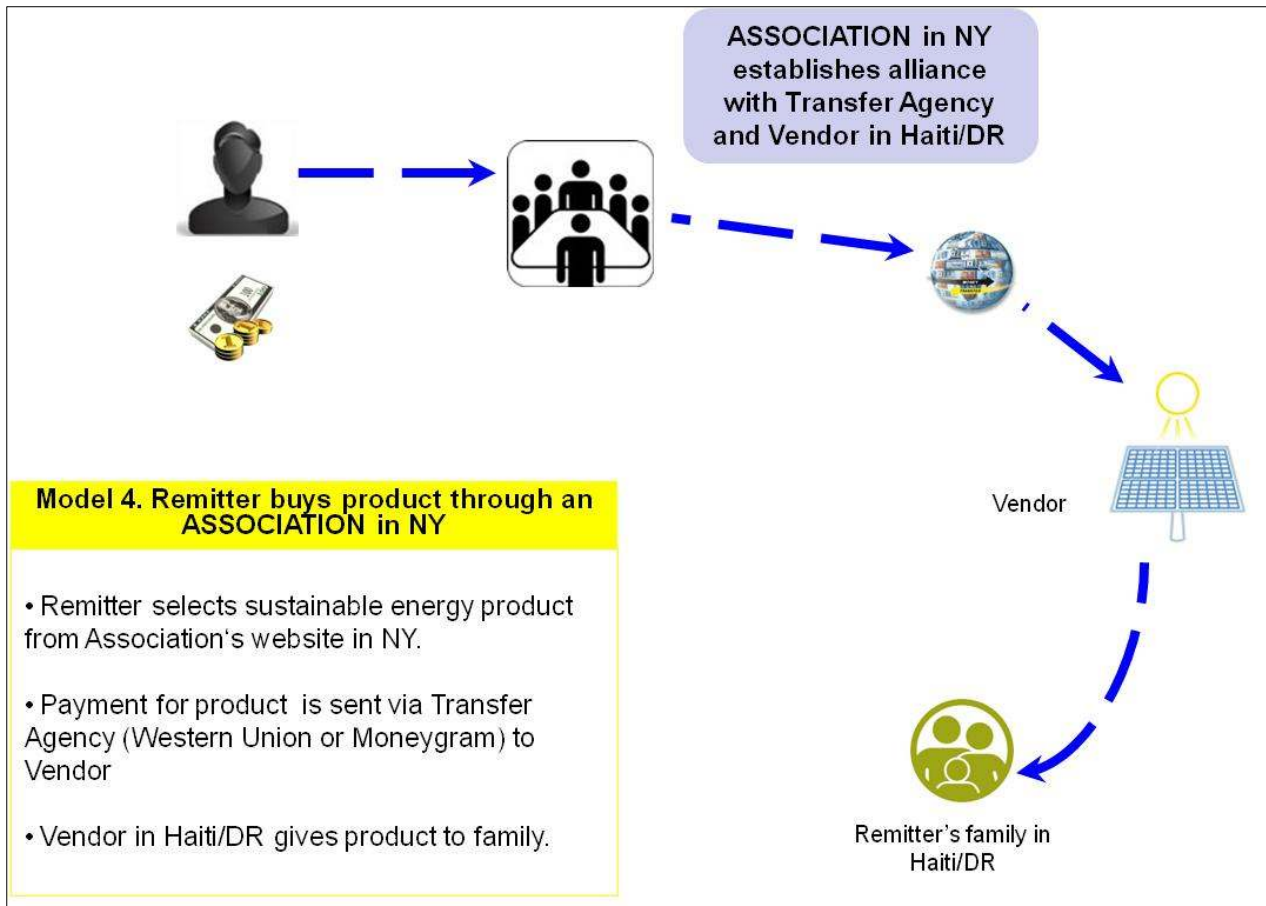 ASSOCIATION in NY
establishes alliance
with Transfer Agency
and Vendor in Haiti/DR
Vendor
Model 4. Remitter buys product through an
ASSOCIATION in NY
• Remitter selects sustainable energy product
from Association‘s website in NY.
• Payment for product is sent via Transfer
Agency (Western Union or Moneygram) to
Vendor
• Vendor in Haiti/DR gives product to family.
Remitter’s family in
Haiti/DR